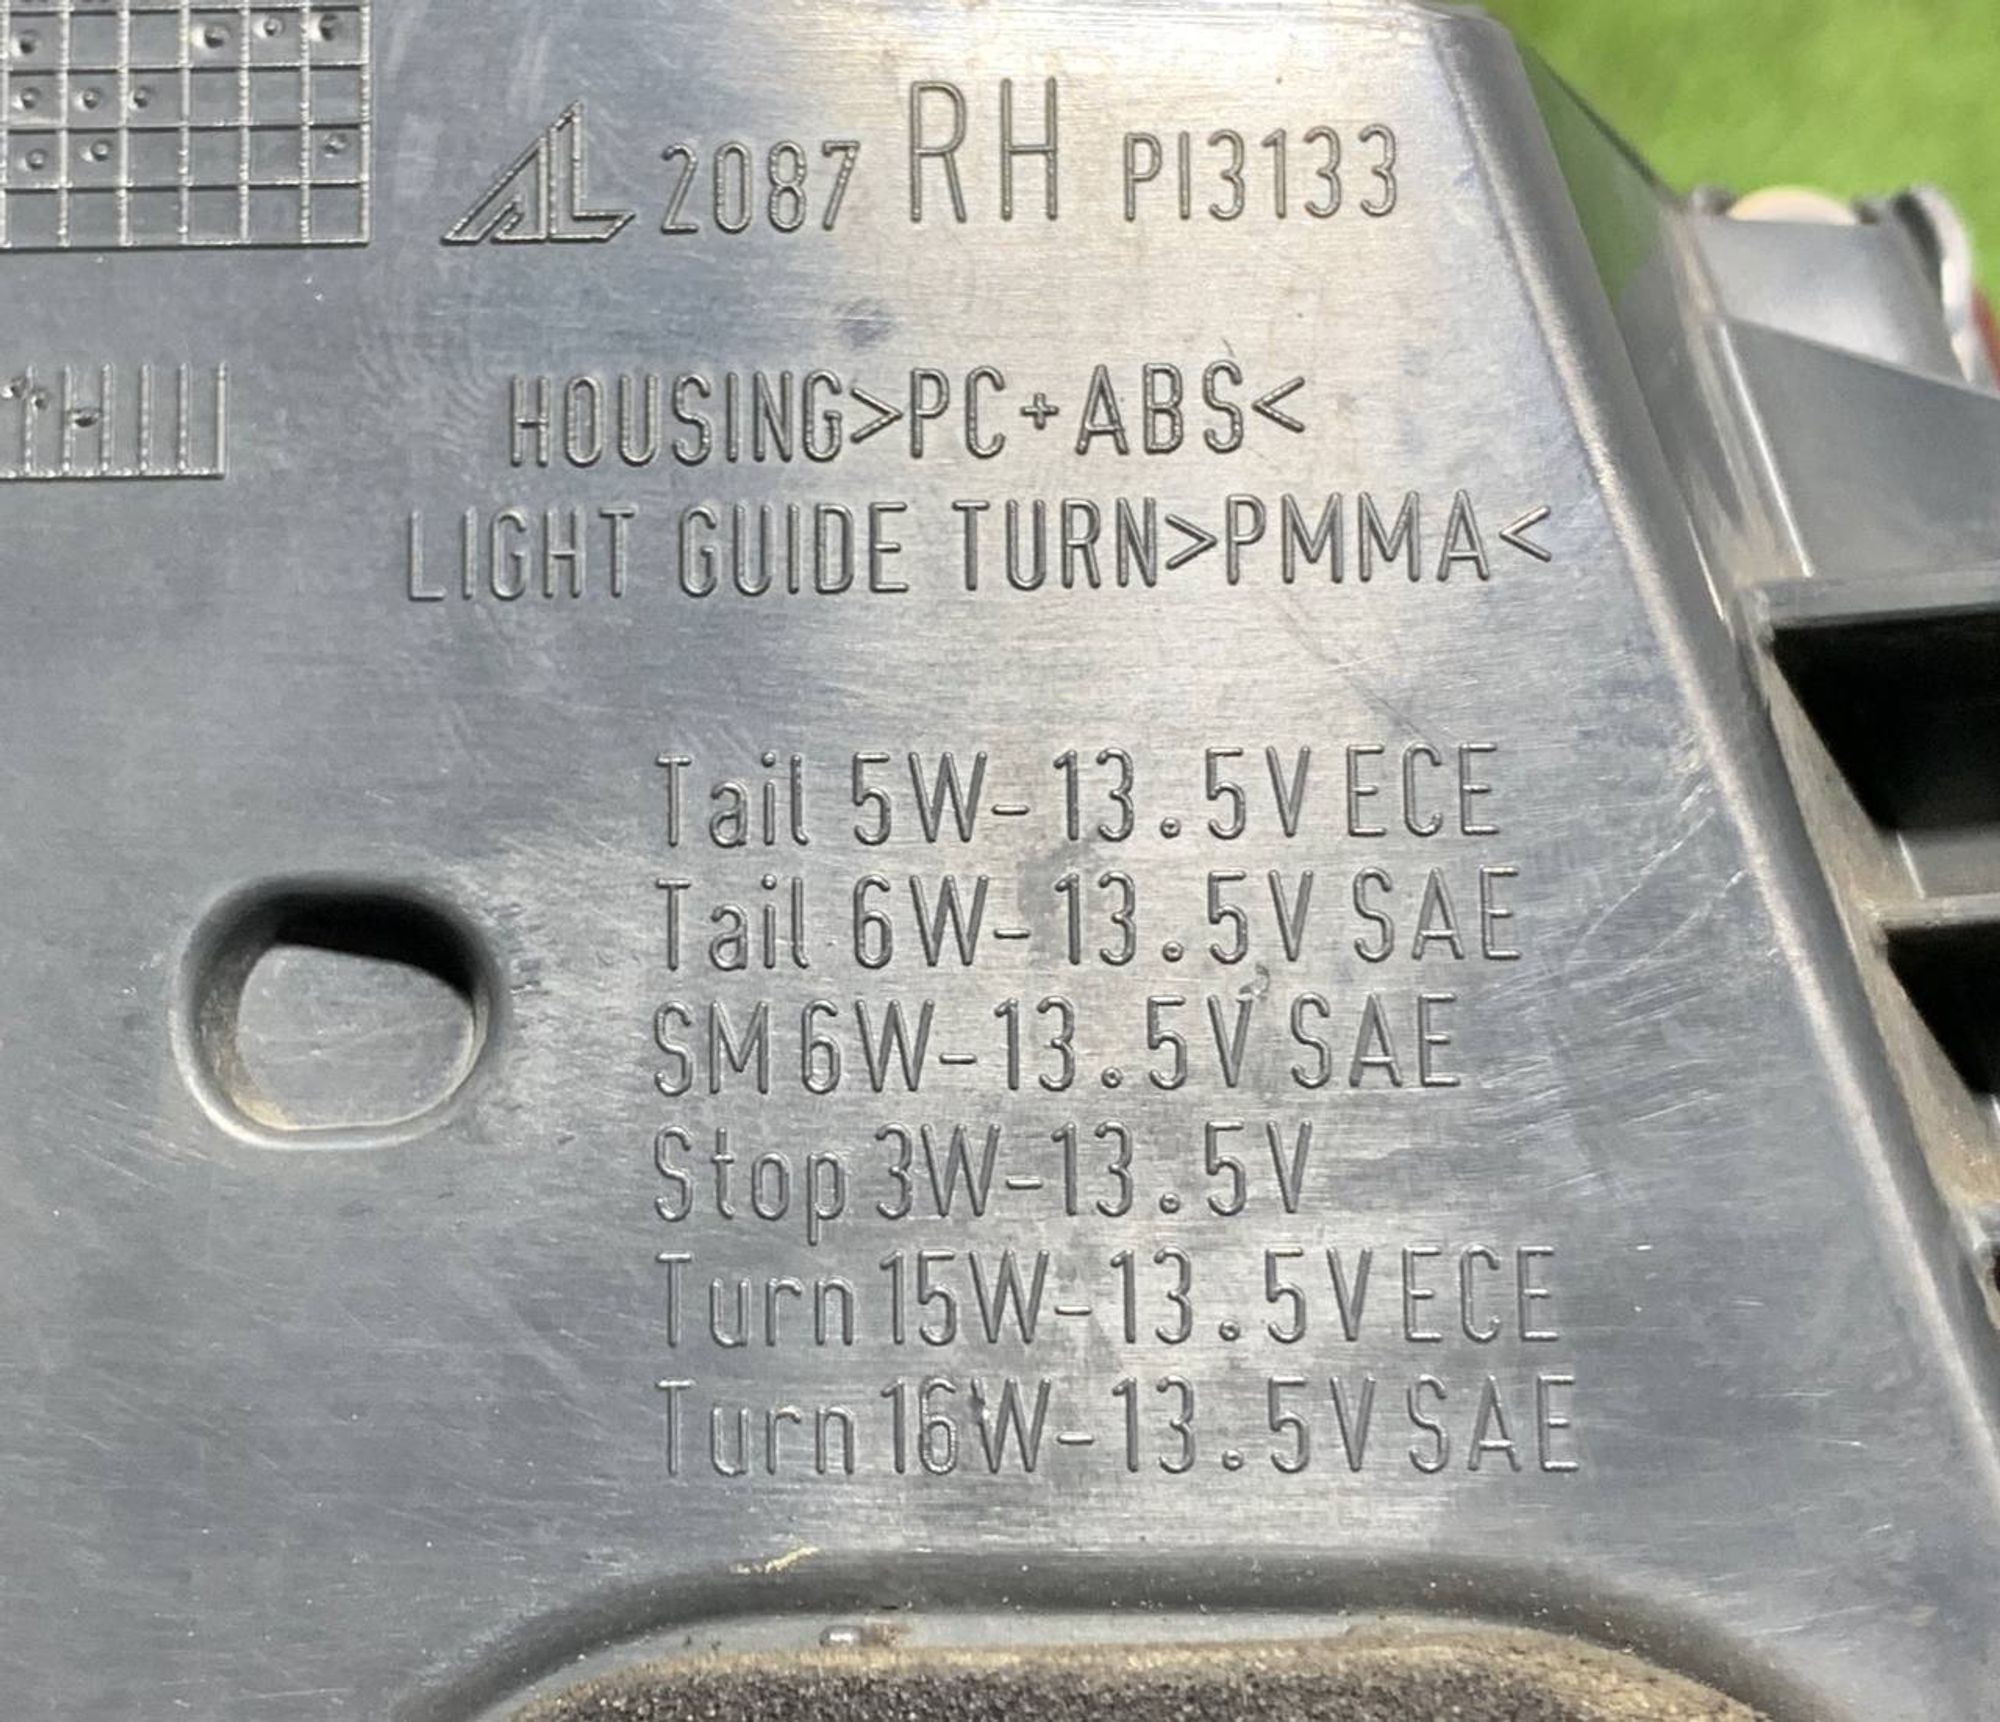 AL 2087 RH PI3133
HOUSING>PC+ABS<
LIGHT GUIDE TURN>PMMA<
Tail 5W-13.5V ECE
Tail 6W-13.5V SAE
SM 6W-13.5V SAE
Stop 3W-13.5V
Turn 15W-13.5V ECE
Turn 16W-13.5V SAE